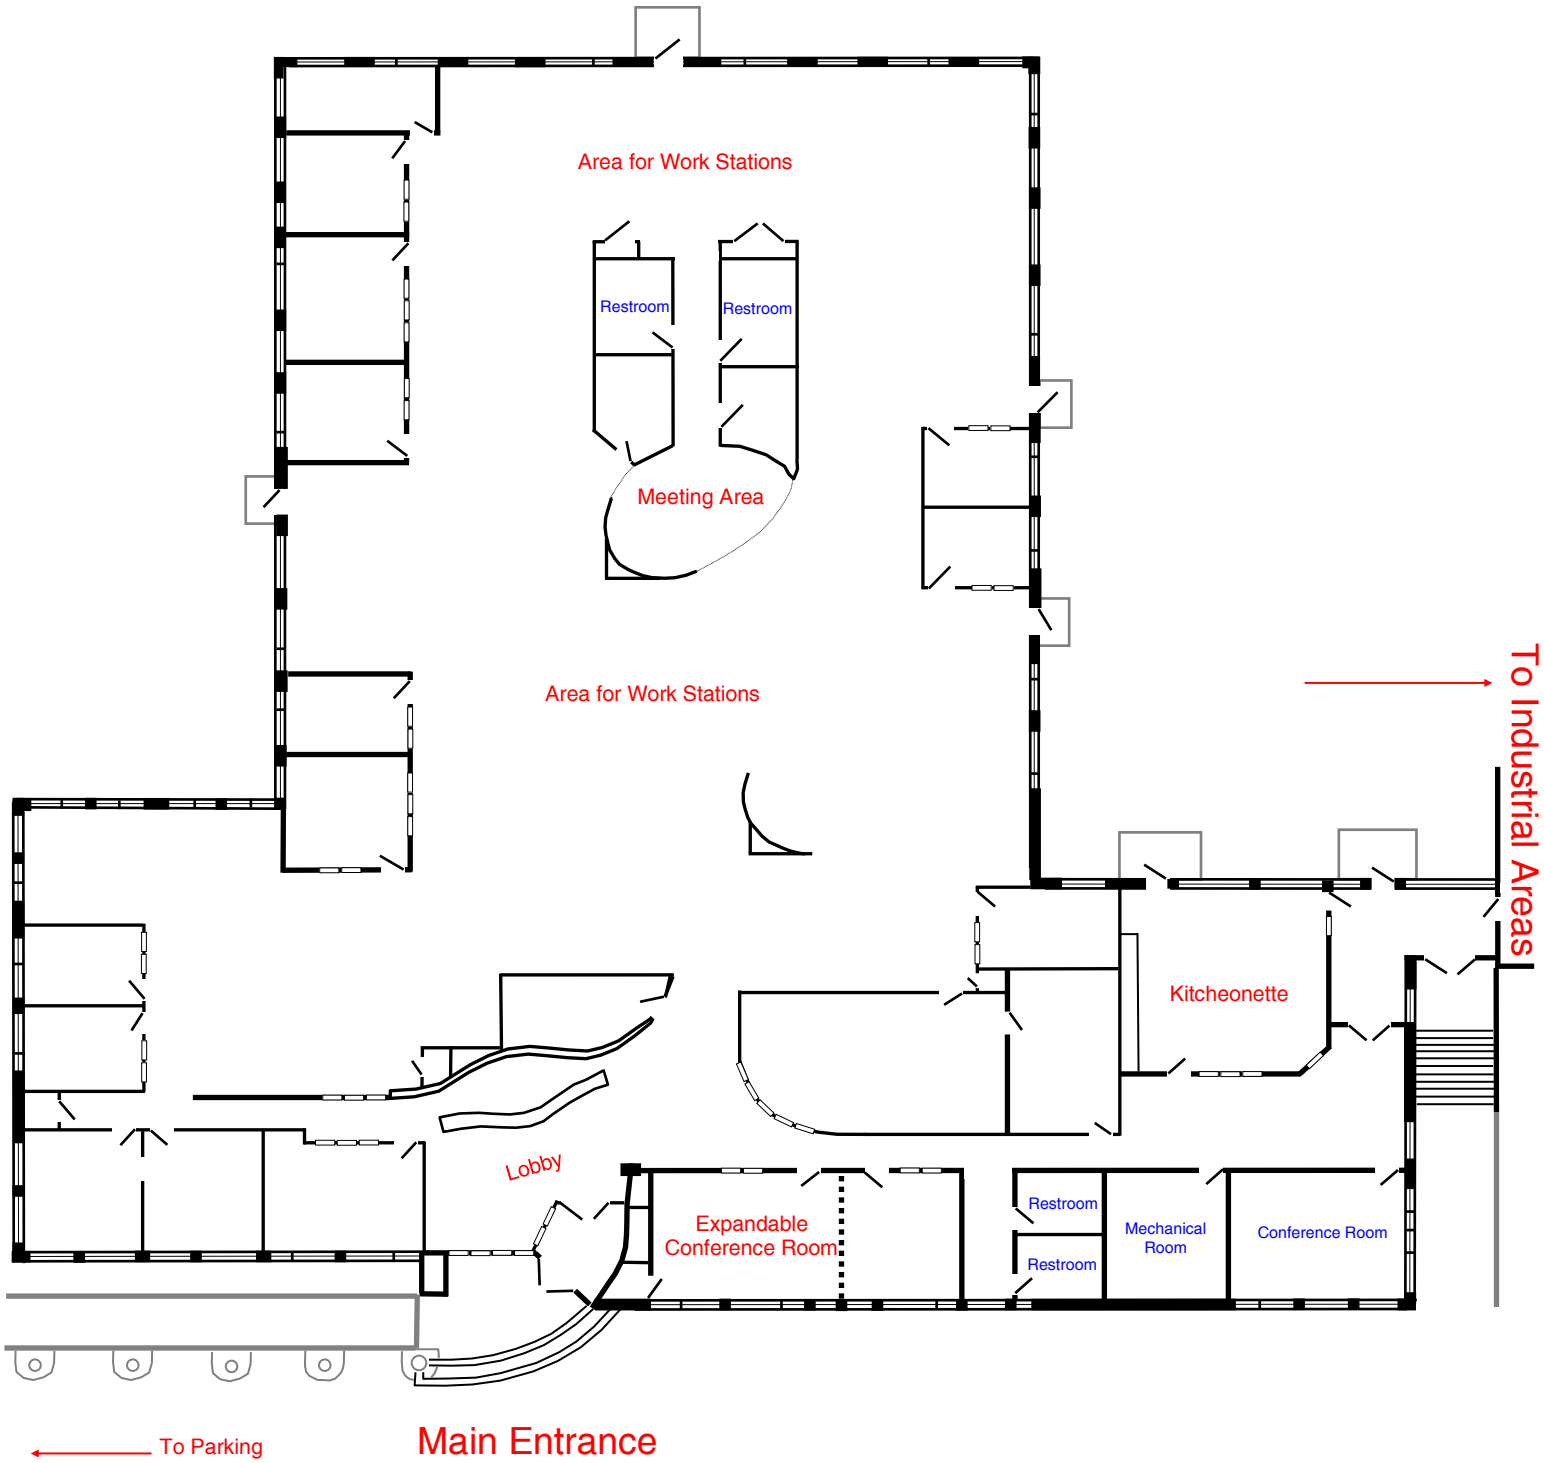 Area for Work Stations
Restroom
Restroom
Meeting Area
Area for Work Stations
To Industrial Areas
Kitcheonette
Lobby
Expandable
Conference Room
Restroom
Restroom
Mechanical
Room
Conference Room
To Parking
Main Entrance